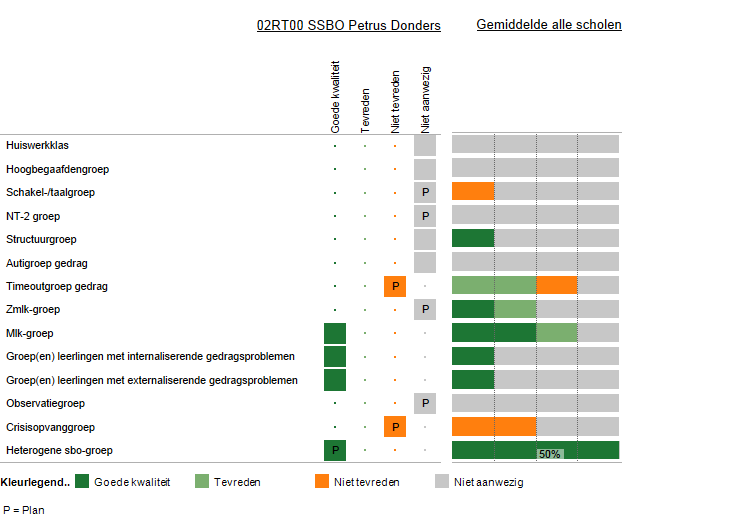 02RT00 SSBO Petrus Donders
Gemiddelde alle scholen
Goede kwaliteit
Tevreden
Niet tevreden
Niet aanwezig
Huiswerkklas
Hoogbegaafdengroep
Schakel-/taalgroep P
NT-2 groep P
Structuurgroep
Autigroep gedrag
Timeoutgroep gedrag P
Zmlk-groep P
Mlk-groep
Groep(en) leerlingen met internaliserende gedragsproblemen
Groep(en) leerlingen met externaliserende gedragsproblemen
Observatiegroep P
Crisisopvanggroep P
Heterogene sbo-groep P 50%
Kleurlegend.. Goede kwaliteit Tevreden Niet tevreden Niet aanwezig
P = Plan